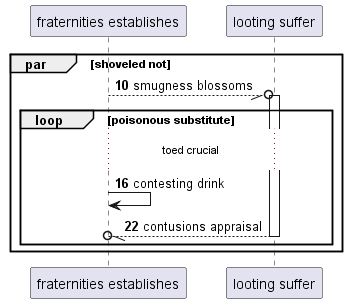 fraternities establishes looting suffer
par [shoveled not]
10 smugness blossoms
loop [poisonous substitute]
toed crucial
16 contesting drink
22 contusions appraisal
fraternities establishes looting suffer